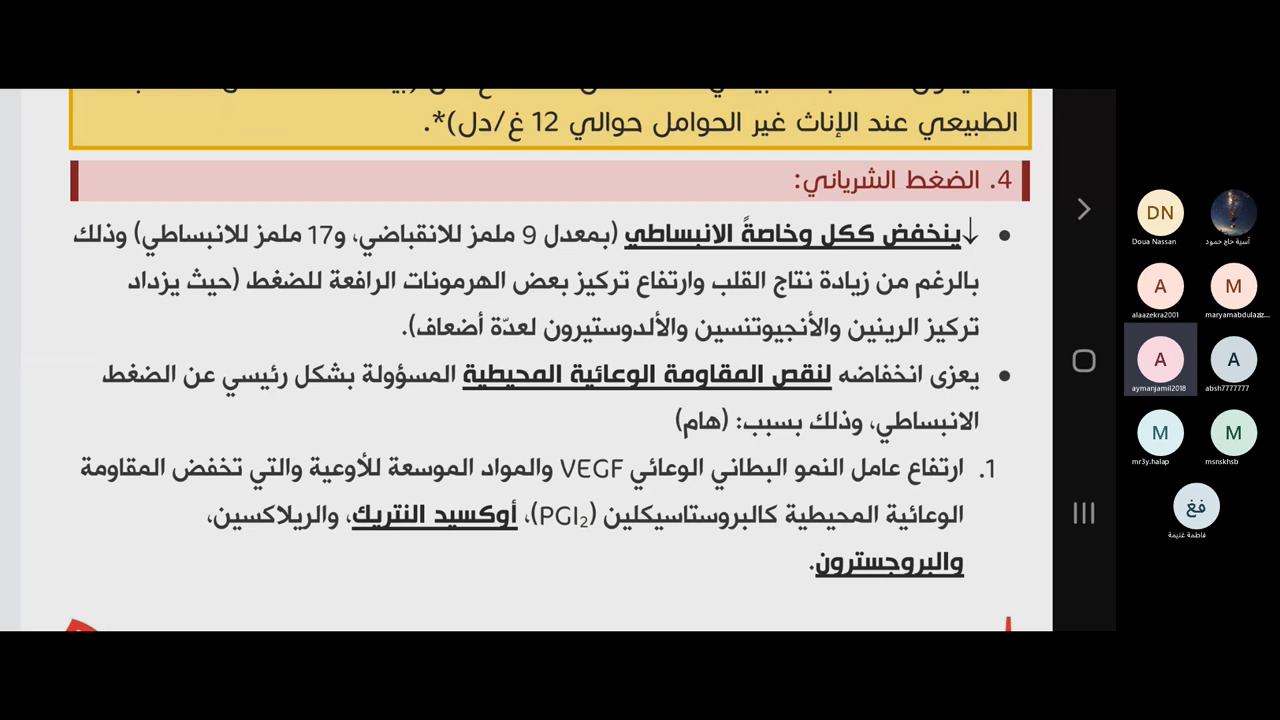 الطبيعي عند الإناث غير الحوامل حوالي 12 غ/دل)*.
4. الضغط الشرياني:
• ↓ينخفض ككل وخاصةً الانبساطي (بمعدل 9 ملمز للانقباضي، و17 ملمز للانبساطي) وذلك
بالرغم من زيادة نتاج القلب وارتفاع تركيز بعض الهرمونات الرافعة للضغط (حيث يزداد
تركيز الرينين والأنجيوتنسين والألدوستيرون لعدّة أضعاف).
• يعزى انخفاضه لنقص المقاومة الوعائية المحيطية المسؤولة بشكل رئيسي عن الضغط
الانبساطي، وذلك بسبب: (هام)
1. ارتفاع عامل النمو البطاني الوعائي VEGF والمواد الموسعة للأوعية والتي تخفض المقاومة
الوعائية المحيطية كالبروستاسيكلين (PGI₂)، أوكسيد النتريك، والريلاكسين،
والبروجسترون.
DN
Doua Nassan
آسية حاج حمود
A
alaazekra2001
M
maryamabdulaziz...
A
aymanjamil2018
A
absh7777777
M
mr3y.halap
M
msnskhsb
فغ
فاطمة غنيمة